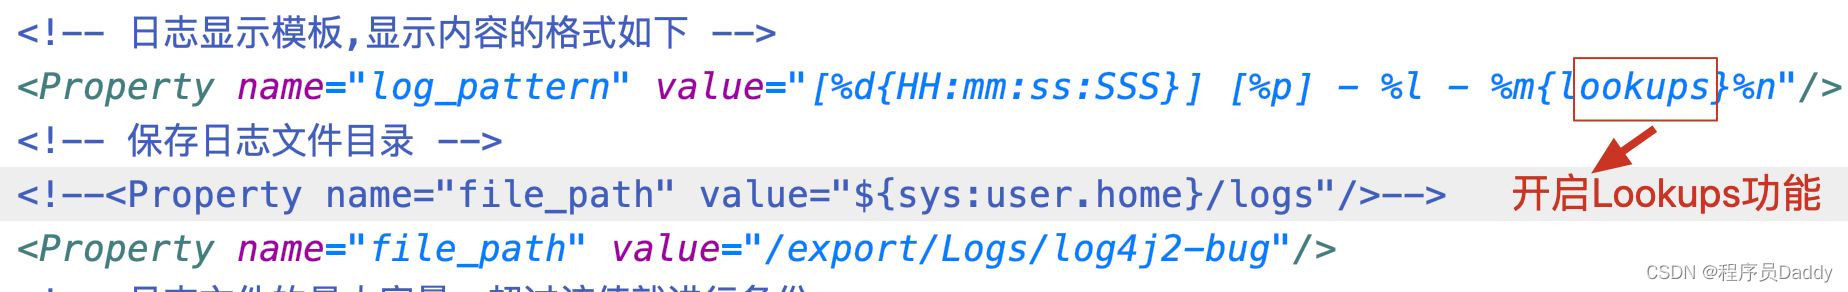 <!-- 日志显示模板,显示内容的格式如下 -->
<Property name="log_pattern" value="[%d{HH:mm:ss:SSS}] [%p] - %l - %m{lookups}%n"/>
<!-- 保存日志文件目录 -->
<!--<Property name="file_path" value="${sys:user.home}/logs"/>--> 开启Lookups功能
<Property name="file_path" value="/export/Logs/log4j2-bug"/>
CSDN @程序员Daddy